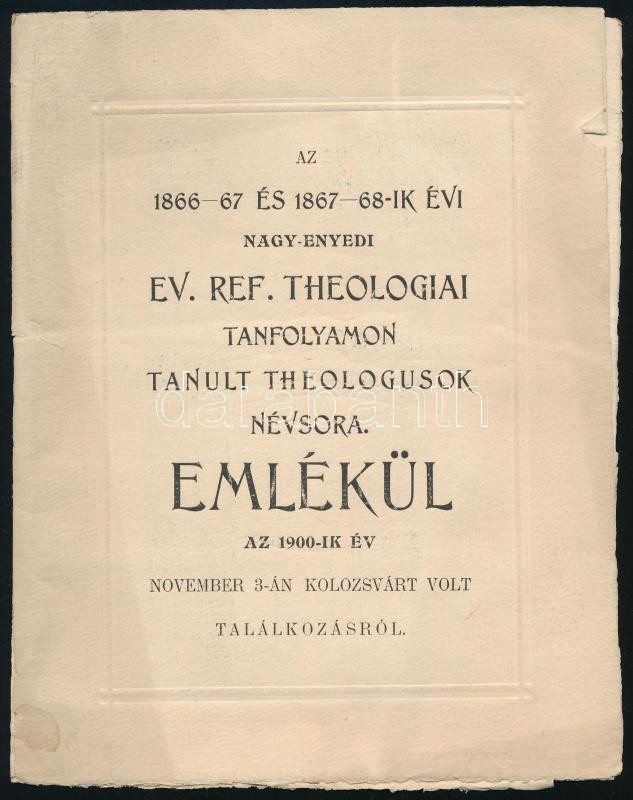 AZ
1866—67 ÉS 1867—68-IK ÉVI
NAGY-ENYEDI
EV. REF. THEOLOGIAI
TANFOLYAMON
TANULT THEOLOGUSOK
darabanth
NÉVSORA.
EMLÉKÜL
AZ 1900-IK ÉV
NOVEMBER 3-ÁN KOLOZSVÁRT VOLT
TALÁLKOZÁSRÓL.